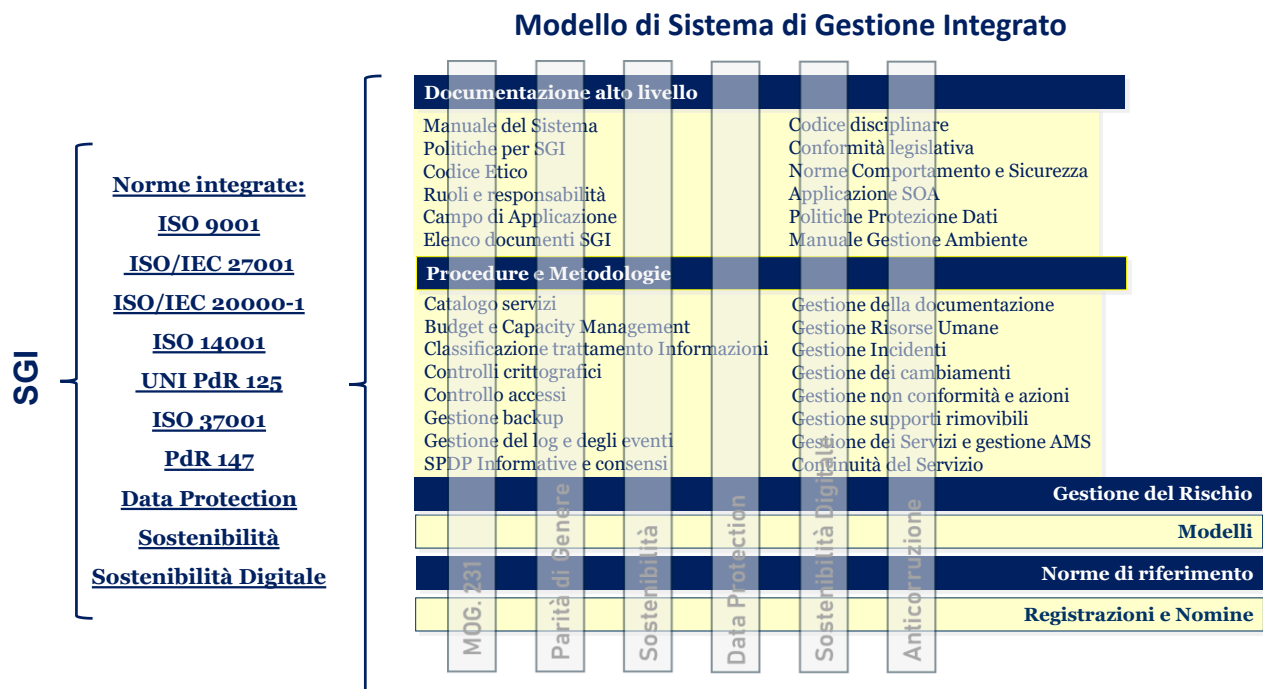 Modello di Sistema di Gestione Integrato
SGI
Norme integrate:
ISO 9001
ISO/IEC 27001
ISO/IEC 20000-1
ISO 14001
UNI PdR 125
ISO 37001
PdR 147
Data Protection
Sostenibilità
Sostenibilità Digitale
Documentazione alto livello
Manuale del Sistema
Politiche per SGI
Codice Etico
Ruoli e responsabilità
Campo di Applicazione
Elenco documenti SGI
Codice disciplinare
Conformità legislativa
Norme Comportamento e Sicurezza
Applicazione SOA
Politiche Protezione Dati
Manuale Gestione Ambiente
Procedure e Metodologie
Catalogo servizi
Budget e Capacity Management
Classificazione trattamento Informazioni
Controlli crittografici
Controllo accessi
Gestione backup
Gestione del log e degli eventi
SPDP Informative e consensi
Gestione della documentazione
Gestione Risorse Umane
Gestione Incidenti
Gestione dei cambiamenti
Gestione non conformità e azioni
Gestione supporti rimovibili
Gestione dei Servizi e gestione AMS
Continuità del Servizio
Gestione del Rischio
Modelli
Norme di riferimento
Registrazioni e Nomine
MOG. 231
Parità di Genere
Sostenibilità
Data Protection
Sostenibilità Digitale
Anticorruzione